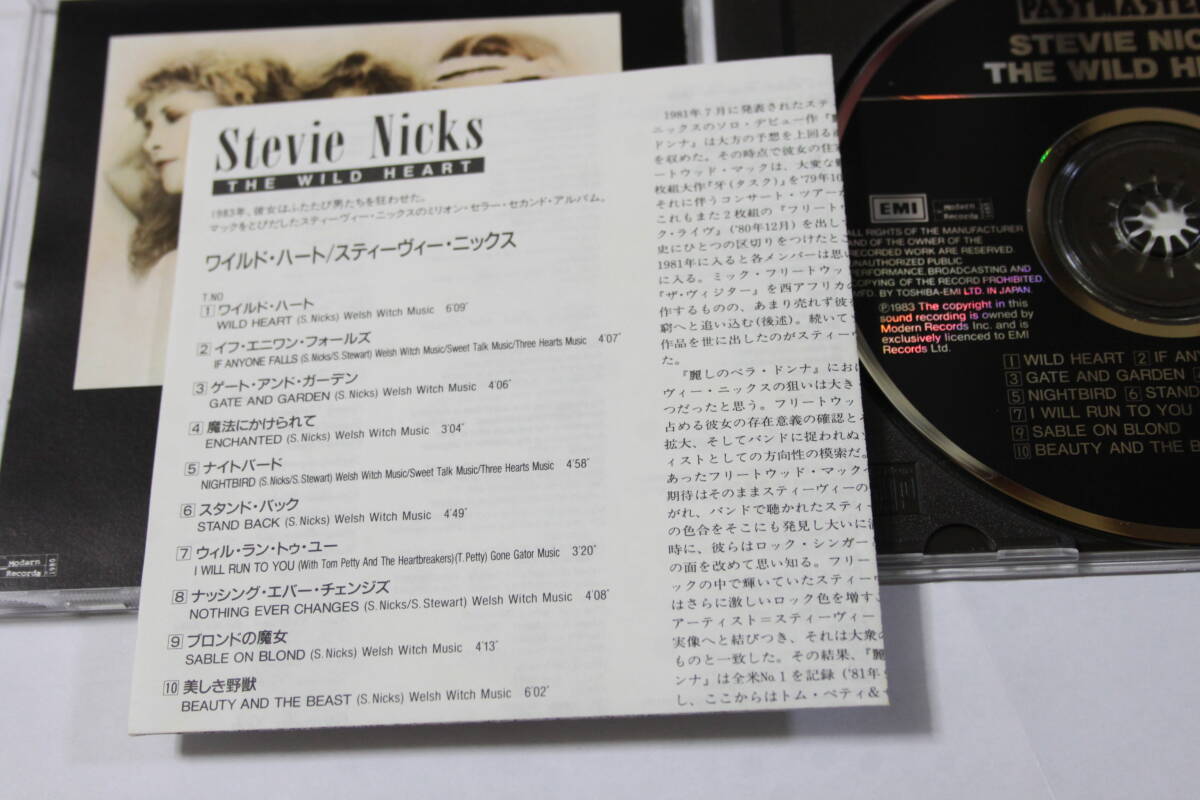 Stevie Nicks
THE WILD HEART
1983年、彼女はふたたび男たちを狂わせた。
マックをとびだしたスティーヴィー・ニックスのミリオン・セラー・セカンド・アルバム。
ワイルド・ハート/スティーヴィー・ニックス
T.NO
1 ワイルド・ハート
WILD HEART (S. Nicks) Welsh Witch Music 6'09"
2 イフ・エニワン・フォールズ
IF ANYONE FALLS (S. Nicks/S. Stewart) Welsh Witch Music/Sweet Talk Music/Three Hearts Music 4'07"
3 ゲート・アンド・ガーデン
GATE AND GARDEN (S. Nicks) Welsh Witch Music 4'06"
4 魔法にかけられて
ENCHANTED (S. Nicks) Welsh Witch Music 3'04"
5 ナイトバード
NIGHTBIRD (S. Nicks/S. Stewart) Welsh Witch Music/Sweet Talk Music/Three Hearts Music 4'58"
6 スタンド・バック
STAND BACK (S. Nicks) Welsh Witch Music 4'49"
7 ウィル・ラン・トゥ・ユー
I WILL RUN TO YOU (With Tom Petty And The Heartbreakers) (T. Petty) Gone Gator Music 3'20"
8 ナッシング・エバー・チェンジズ
NOTHING EVER CHANGES (S. Nicks/S. Stewart) Welsh Witch Music 4'08"
9 ブロンドの魔女
SABLE ON BLOND (S. Nicks) Welsh Witch Music 4'13"
10 美しき野獣
BEAUTY AND THE BEAST (S. Nicks) Welsh Witch Music 6'02"
1981年7月に発表されたステ
ニックスのソロ・デビュー作『
ドンナ』は大方の予想を上回る
を収めた。その時点で彼女の住
ートウッド・マックは、大変な
枚組大作『牙(タスク)』を'79年10
それに伴うコンサート・ツアー
これもまた2枚組の『フリート
ク・ライヴ』('80年12月)を出し
史にひとつの区切りをつけたと
1981年に入ると各メンバーは思
に入る。ミック・フリートウッ
『ザ・ヴィジター』を西アフリカの
作するものの、あまり売れず彼を
窮へと追い込む(後述)。続いて
作品を世に出したのがスティー
た。
『麗しのベラ・ドンナ』におけ
ヴィー・ニックスの狙いは大き
つだったと思う。フリートウッ
占める彼女の存在意義の確認と
拡大、そしてバンドに捉われぬ
ィストとしての方向性の模索だ。
あったフリートウッド・マック
期待はそのままスティーヴィーの
がれ、バンドで聴かれたスティ
の色合をそこにも発見し大いに
時に、彼らはロック・シンガー
の面を改めて思い知る。フリー
ックの中で輝いていたスティー
はさらに激しいロック色を増す
アーティスト=スティーヴィー
実像へと結びつき、それは大衆の
ものと一致した。その結果、『麗
ンナ』は全米No.1を記録('81年
し、ここからはトム・ペティ&
Modern
Records
1980
PASTMASTE
STEVIE NIC
THE WILD HE
EMI
Modern
Records
ALL RIGHTS OF THE MANUFACTURER
AND OF THE OWNER OF THE
RECORDED WORK ARE RESERVED.
UNAUTHORIZED PUBLIC
PERFORMANCE, BROADCASTING AND
COPYING OF THE RECORD PROHIBITED.
MFD. BY TOSHIBA-EMI LTD. IN JAPAN.
℗1983 The copyright in this
sound recording is owned by
Modern Records Inc. and is
exclusively licenced to EMI
Records Ltd.
1 WILD HEART 2 IF AN
3 GATE AND GARDEN
5 NIGHTBIRD 6 STAND
7 I WILL RUN TO YOU
9 SABLE ON BLOND
10 BEAUTY AND THE B